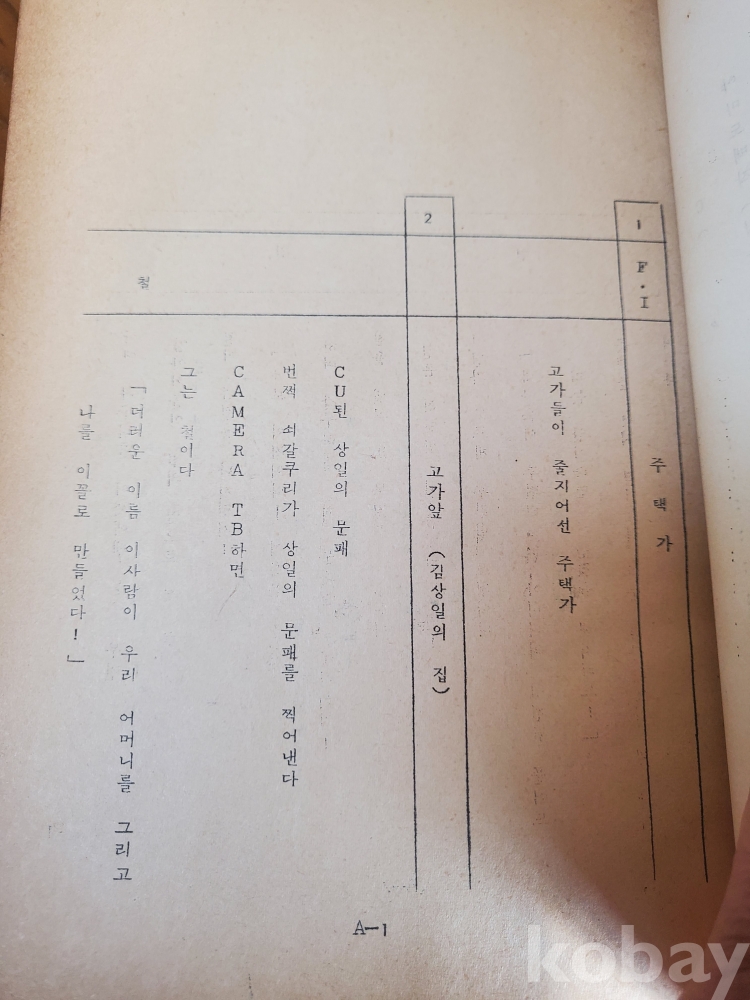 1 F·I 주택가
고가들이 줄지어선 주택가
2 고가앞 (김상일의 집)
CU된 상일의 문패
번쩍 쇠갈쿠리가 상일의 문패를 찍어낸다
CAMERA TB하면
그는 철이다
철 「더러운 이름 이사람이 우리 어머니를 그리고
나를 이꼴로 만들었다!」
A-1
kobay